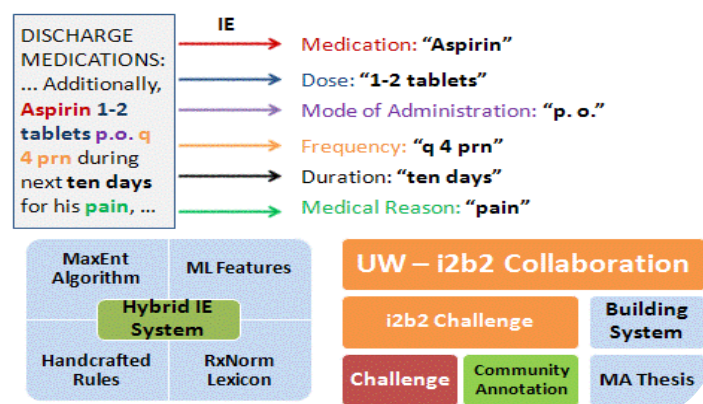 IE
DISCHARGE
MEDICATIONS:
... Additionally,
Aspirin 1-2
tablets p.o. q
4 prn during
next ten days
for his pain, ...
Medication: “Aspirin”
Dose: “1-2 tablets”
Mode of Administration: “p. o.”
Frequency: “q 4 prn”
Duration: “ten days”
Medical Reason: “pain”
MaxEnt
Algorithm
ML Features
Hybrid IE
System
Handcrafted
Rules
RxNorm
Lexicon
UW – i2b2 Collaboration
i2b2 Challenge
Building
System
Challenge
Community
Annotation
MA Thesis